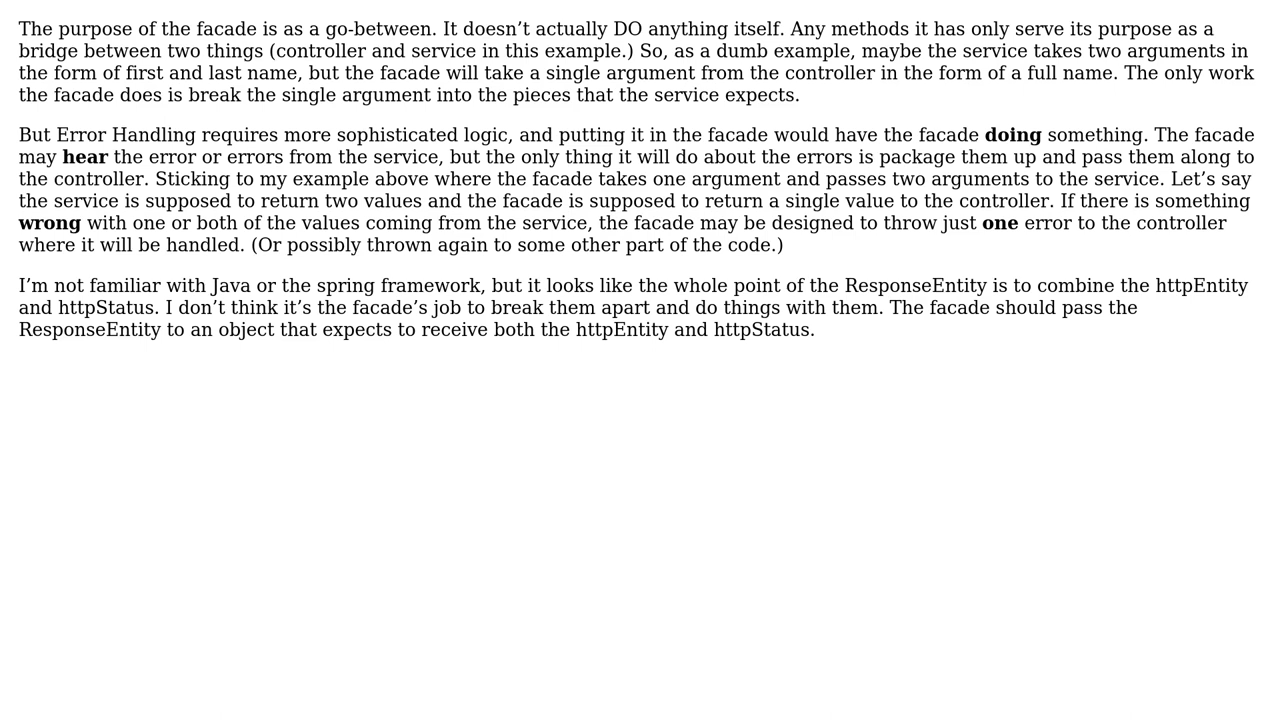 The purpose of the facade is as a go-between. It doesn’t actually DO anything itself. Any methods it has only serve its purpose as a
bridge between two things (controller and service in this example.) So, as a dumb example, maybe the service takes two arguments in
the form of first and last name, but the facade will take a single argument from the controller in the form of a full name. The only work
the facade does is break the single argument into the pieces that the service expects.
But Error Handling requires more sophisticated logic, and putting it in the facade would have the facade doing something. The facade
may hear the error or errors from the service, but the only thing it will do about the errors is package them up and pass them along to
the controller. Sticking to my example above where the facade takes one argument and passes two arguments to the service. Let’s say
the service is supposed to return two values and the facade is supposed to return a single value to the controller. If there is something
wrong with one or both of the values coming from the service, the facade may be designed to throw just one error to the controller
where it will be handled. (Or possibly thrown again to some other part of the code.)
I’m not familiar with Java or the spring framework, but it looks like the whole point of the ResponseEntity is to combine the httpEntity
and httpStatus. I don’t think it’s the facade’s job to break them apart and do things with them. The facade should pass the
ResponseEntity to an object that expects to receive both the httpEntity and httpStatus.